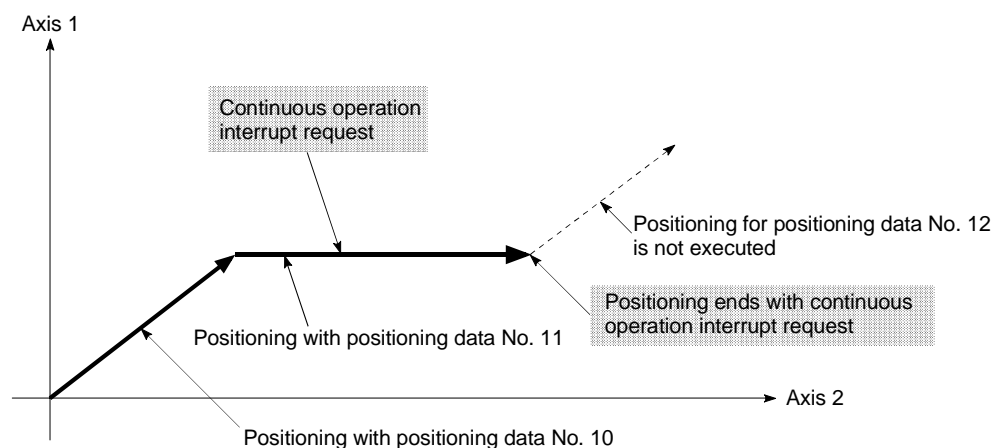 Axis 1
Continuous operation
interrupt request
Positioning for positioning data No. 12
is not executed
Positioning ends with continuous
operation interrupt request
Positioning with positioning data No. 11
Axis 2
Positioning with positioning data No. 10